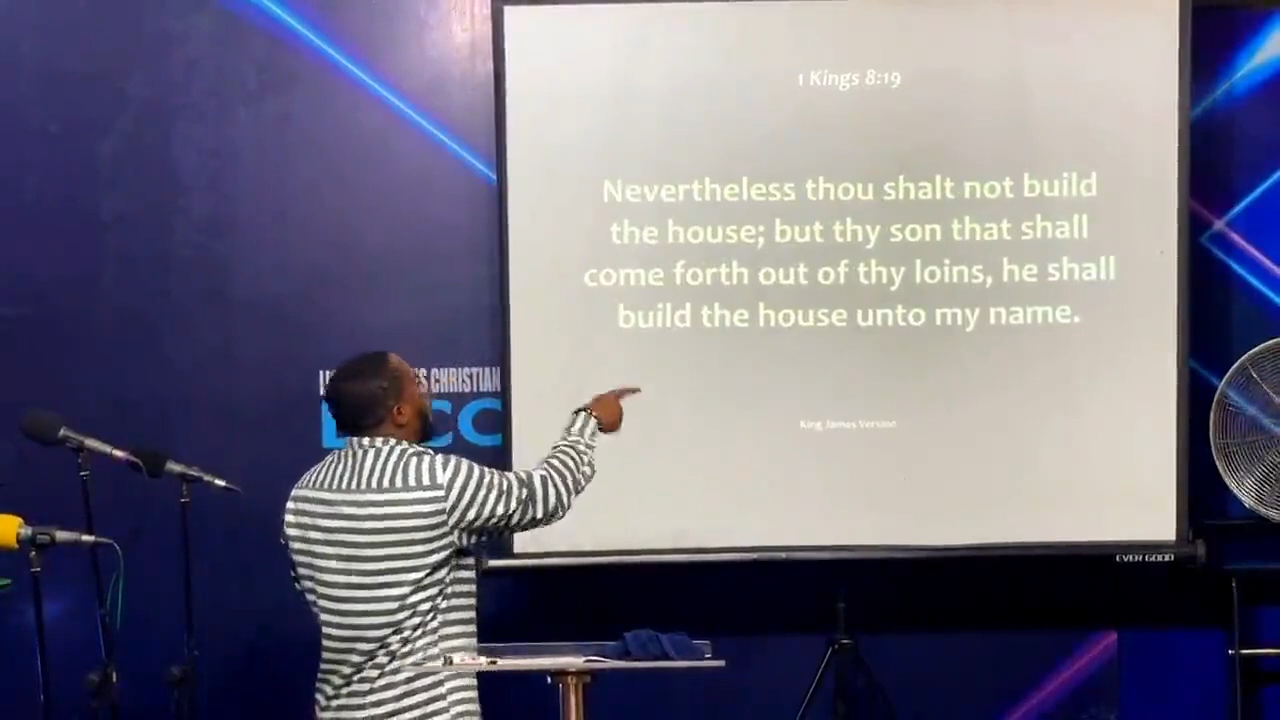 1 Kings 8:19
Nevertheless thou shalt not build
the house; but thy son that shall
come forth out of thy loins, he shall
build the house unto my name.
King James Version
CHRISTIAN
EVER GOOD